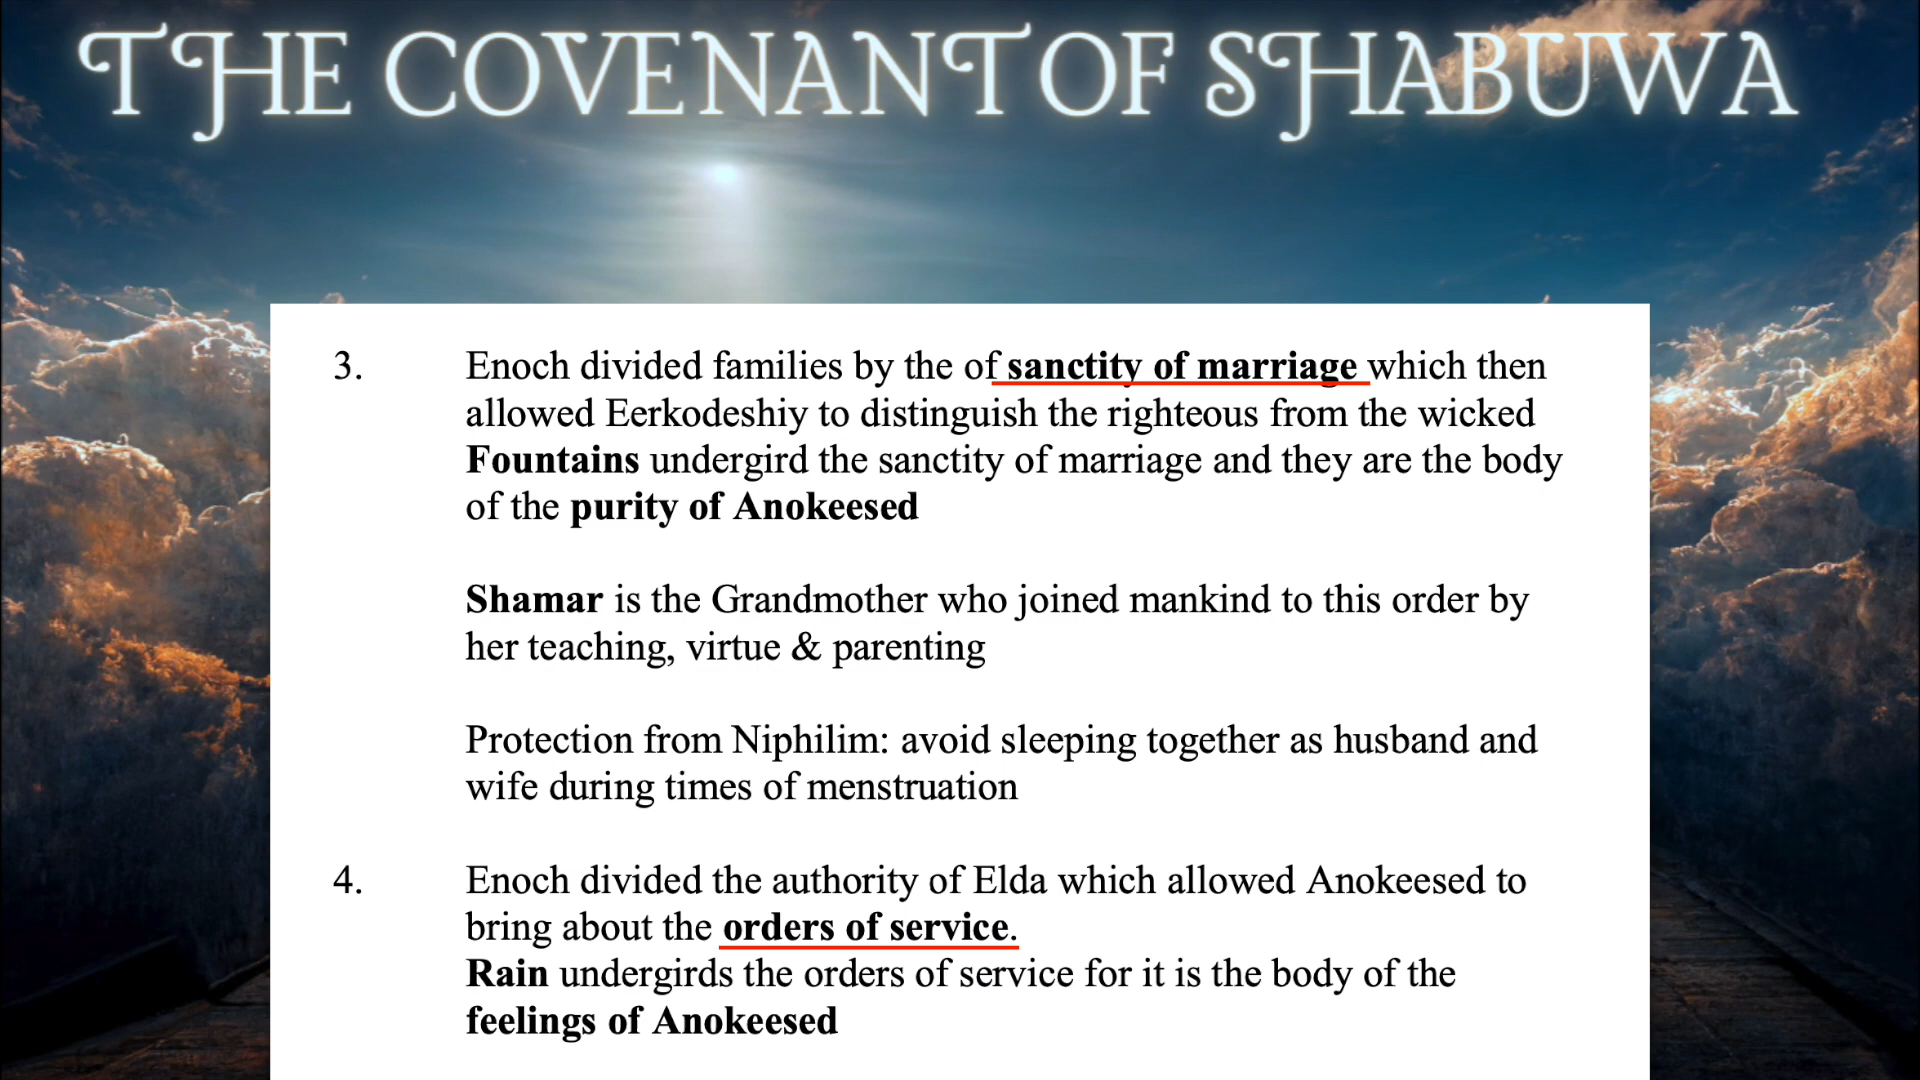 THE COVENANT OF SHABUWA
3. Enoch divided families by the of sanctity of marriage which then
allowed Eerkodeshiy to distinguish the righteous from the wicked
Fountains undergird the sanctity of marriage and they are the body
of the purity of Anokeesed
Shamar is the Grandmother who joined mankind to this order by
her teaching, virtue & parenting
Protection from Niphilim: avoid sleeping together as husband and
wife during times of menstruation
4. Enoch divided the authority of Elda which allowed Anokeesed to
bring about the orders of service.
Rain undergirds the orders of service for it is the body of the
feelings of Anokeesed